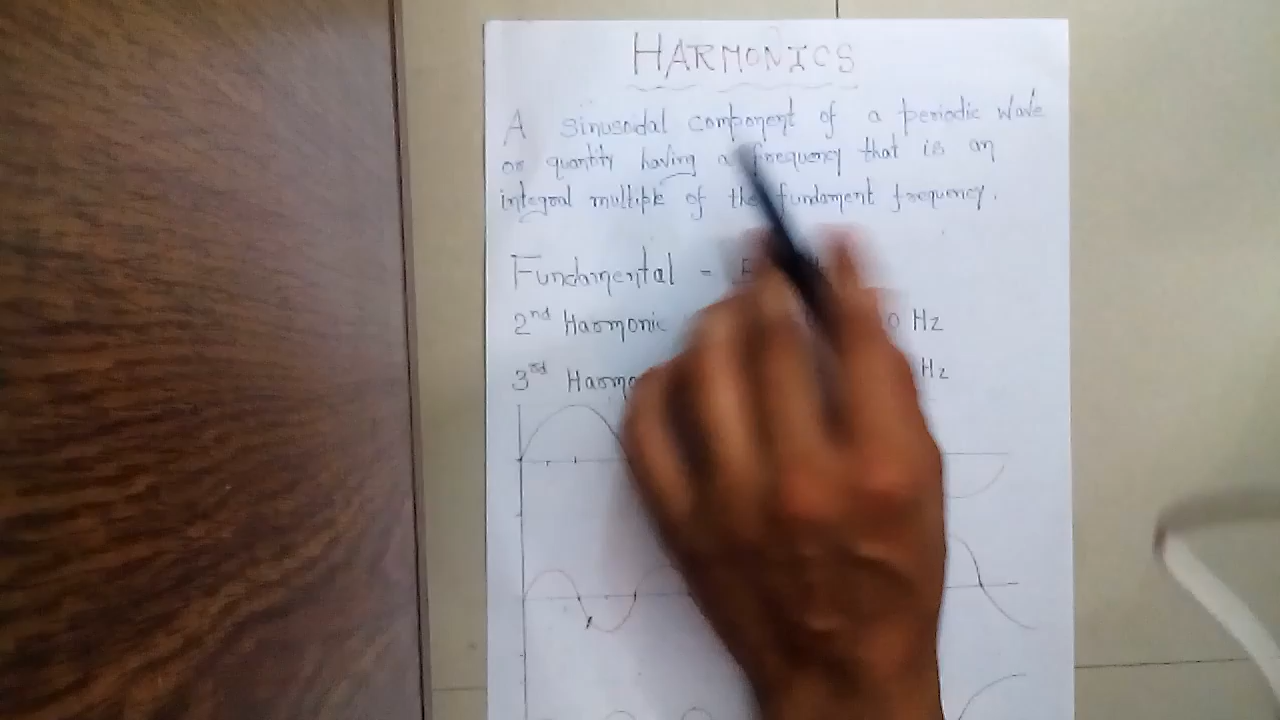 HARMONICS
A sinusoidal component of a periodic wave
or quantity having a frequency that is an
integral multiple of the fundament frequency.
Fundamental =
2nd Harmonic Hz
3rd Hz